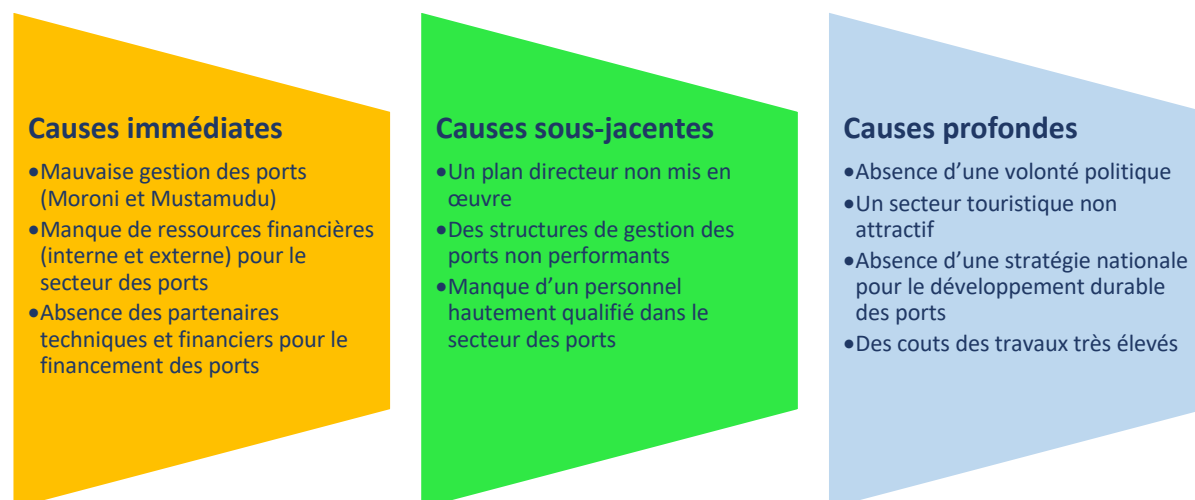 Causes immédiates
•Mauvaise gestion des ports
(Moroni et Mustamudu)
•Manque de ressources financières
(interne et externe) pour le
secteur des ports
•Absence des partenaires
techniques et financiers pour le
financement des ports
Causes sous-jacentes
•Un plan directeur non mis en
œuvre
•Des structures de gestion des
ports non performants
•Manque d’un personnel
hautement qualifié dans le
secteur des ports
Causes profondes
•Absence d’une volonté politique
•Un secteur touristique non
attractif
•Absence d’une stratégie nationale
pour le développement durable
des ports
•Des couts des travaux très élevés